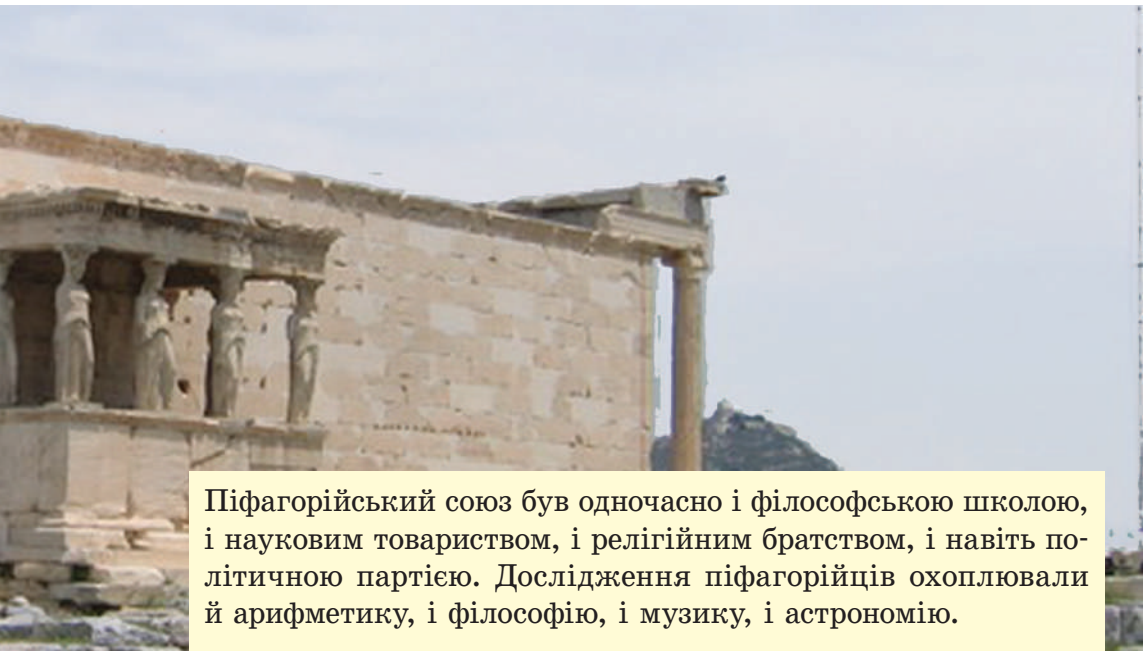 Піфагорійський союз був одночасно і філософською школою,
і науковим товариством, і релігійним братством, і навіть по-
літичною партією. Дослідження піфагорійців охоплювали
й арифметику, і філософію, і музику, і астрономію.